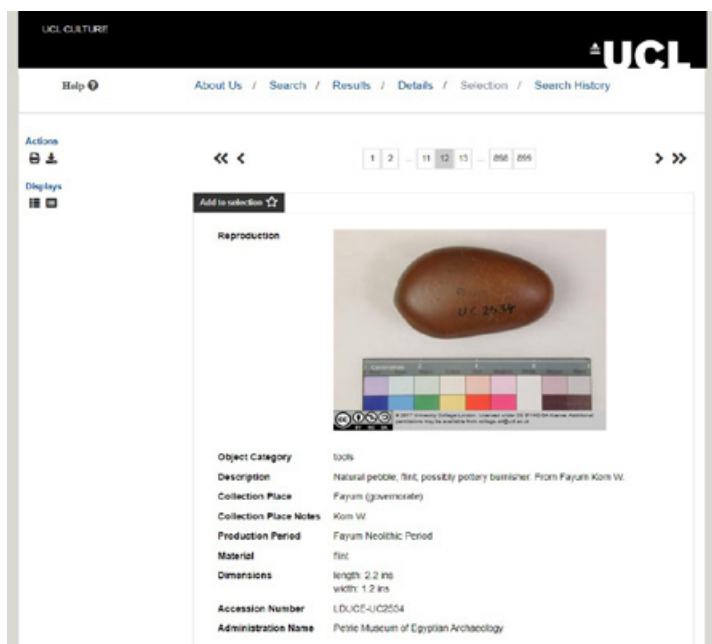 UCL CULTURE
UCL
Help
About Us / Search / Results / Details / Selection / Search History
Actions
Displays
1 2 ... 11 12 13 ... 898 899
Add to selection
Reproduction
UC 2534
Object Category tools
Description Natural pebble, flint, possibly pottery burnisher. From Fayum Kom W.
Collection Place Fayum (governorate)
Collection Place Notes Kom W.
Production Period Fayum Neolithic Period
Material flint
Dimensions length: 2.2 ins
width: 1.2 ins
Accession Number LDUCE-UC2534
Administration Name Petrie Museum of Egyptian Archaeology